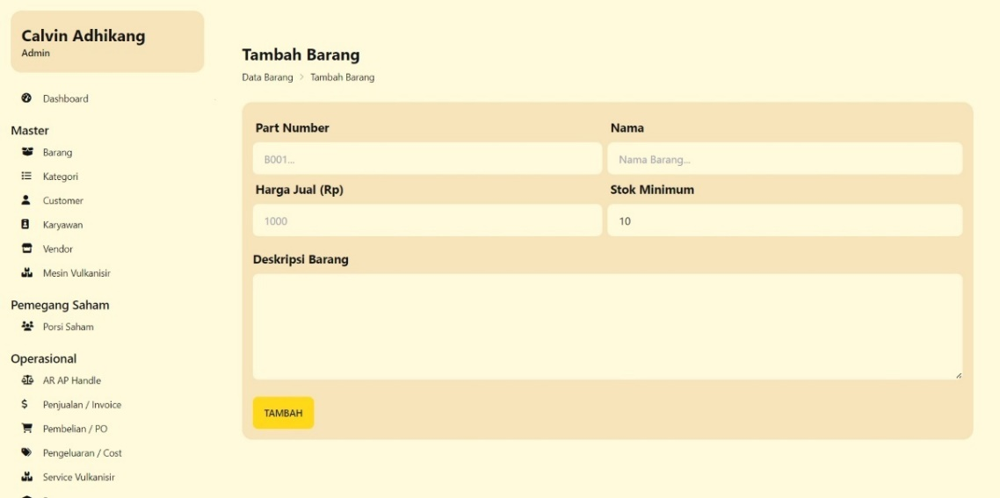 Calvin Adhikang
Admin
Dashboard
Master
Barang
Kategori
Customer
Karyawan
Vendor
Mesin Vulkanisir
Pemegang Saham
Porsi Saham
Operasional
AR AP Handle
Penjualan / Invoice
Pembelian / PO
Pengeluaran / Cost
Service Vulkanisir
Tambah Barang
Data Barang > Tambah Barang
Part Number
B001...
Nama
Nama Barang...
Harga Jual (Rp)
1000
Stok Minimum
10
Deskripsi Barang
TAMBAH